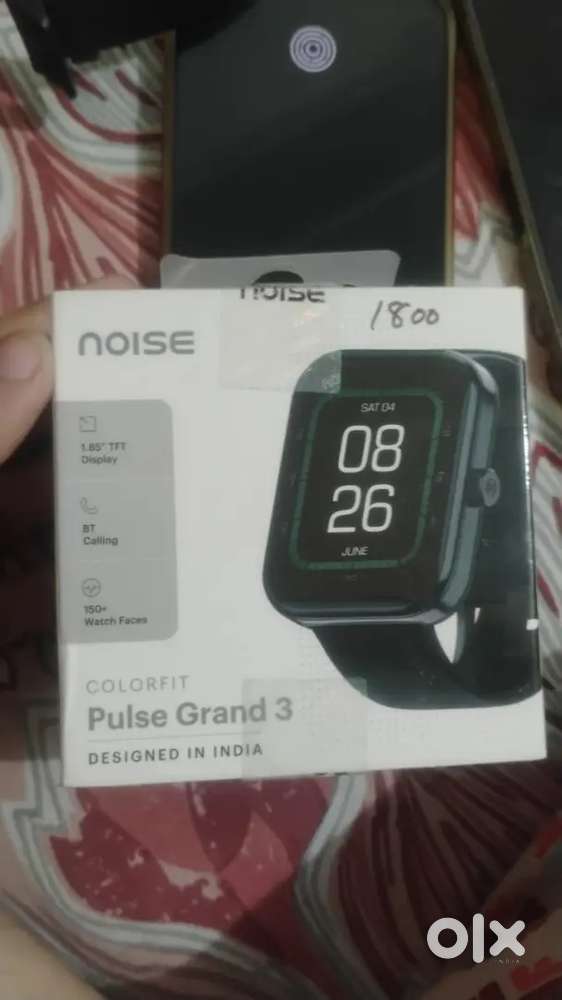 noise
1800
noise
1.85" TFT
Display
BT
Calling
150+
Watch Faces
SAT 04
08
26
JUNE
COLORFIT
Pulse Grand 3
DESIGNED IN INDIA
olx
INDIA